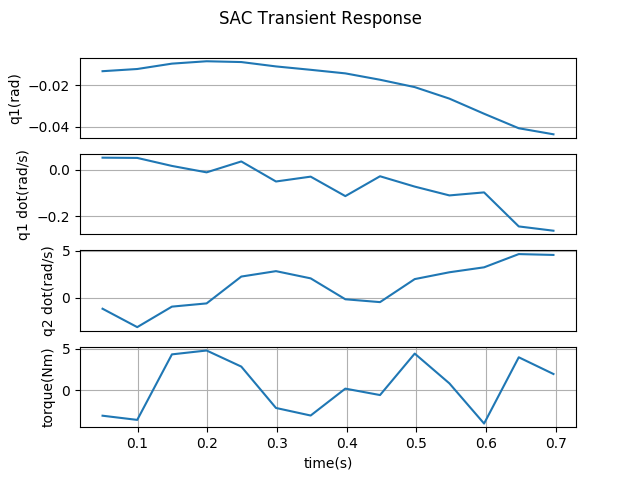 SAC Transient Response
q1(rad)
−0.02
−0.04
q1 dot(rad/s)
0.0
−0.2
q2 dot(rad/s)
5
0
torque(Nm)
5
0
0.1 0.2 0.3 0.4 0.5 0.6 0.7
time(s)